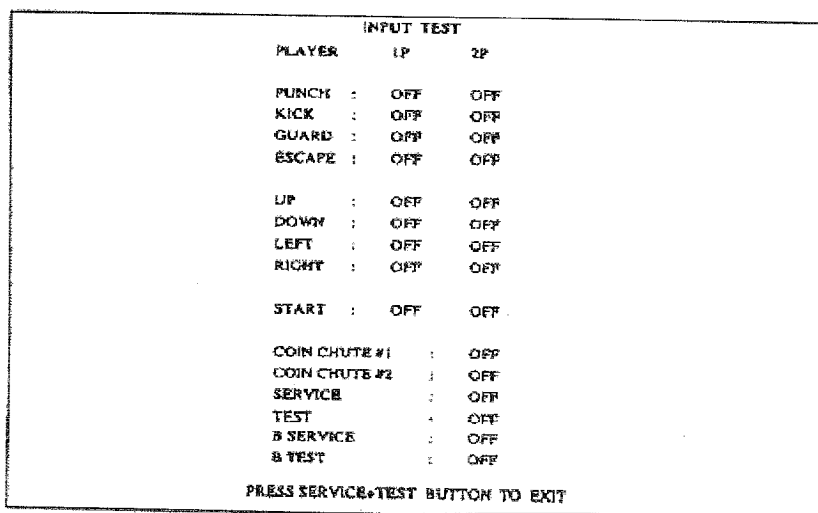 INPUT TEST
PLAYER 1P 2P
PUNCH : OFF OFF
KICK : OFF OFF
GUARD : OFF OFF
ESCAPE : OFF OFF
UP : OFF OFF
DOWN : OFF OFF
LEFT : OFF OFF
RIGHT : OFF OFF
START : OFF OFF
COIN CHUTE #1 : OFF
COIN CHUTE #2 : OFF
SERVICE : OFF
TEST : OFF
B SERVICE : OFF
B TEST : OFF
PRESS SERVICE+TEST BUTTON TO EXIT